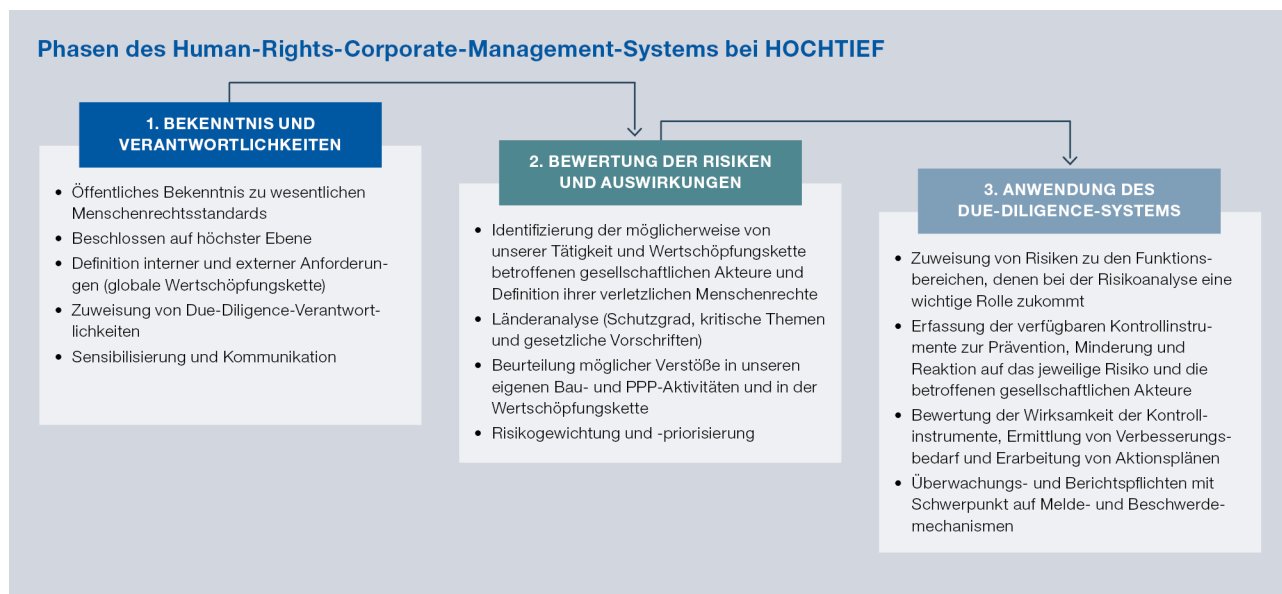 Phasen des Human-Rights-Corporate-Management-Systems bei HOCHTIEF
1. BEKENNTNIS UND
VERANTWORTLICHKEITEN
• Öffentliches Bekenntnis zu wesentlichen
Menschenrechtsstandards
• Beschlossen auf höchster Ebene
• Definition interner und externer Anforderun-
gen (globale Wertschöpfungskette)
• Zuweisung von Due-Diligence-Verantwort-
lichkeiten
• Sensibilisierung und Kommunikation
2. BEWERTUNG DER RISIKEN
UND AUSWIRKUNGEN
• Identifizierung der möglicherweise von
unserer Tätigkeit und Wertschöpfungskette
betroffenen gesellschaftlichen Akteure und
Definition ihrer verletzlichen Menschenrechte
• Länderanalyse (Schutzgrad, kritische Themen
und gesetzliche Vorschriften)
• Beurteilung möglicher Verstöße in unseren
eigenen Bau- und PPP-Aktivitäten und in der
Wertschöpfungskette
• Risikogewichtung und -priorisierung
3. ANWENDUNG DES
DUE-DILIGENCE-SYSTEMS
• Zuweisung von Risiken zu den Funktions-
bereichen, denen bei der Risikoanalyse eine
wichtige Rolle zukommt
• Erfassung der verfügbaren Kontrollinstru-
mente zur Prävention, Minderung und
Reaktion auf das jeweilige Risiko und die
betroffenen gesellschaftlichen Akteure
• Bewertung der Wirksamkeit der Kontroll-
instrumente, Ermittlung von Verbesserungs-
bedarf und Erarbeitung von Aktionsplänen
• Überwachungs- und Berichtspflichten mit
Schwerpunkt auf Melde- und Beschwerde-
mechanismen